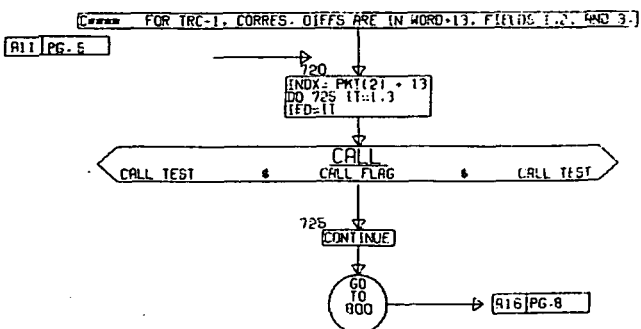 C**** FOR TRC-1, CORRES. DIFFS ARE IN WORD+13, FIELDS 1,2, AND 3.
A11 PG. 5
720
INDX= PKT(2) + 13
DO 725 IT=1,3
IFD=IT
CALL
CALL TEST $ CALL FLAG $ CALL TEST
725
CONTINUE
GO
TO
800
A16 PG.8